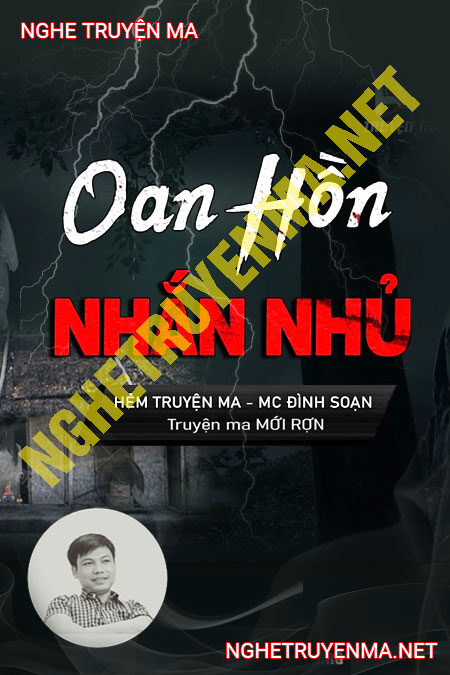 NGHE TRUYỆN MA
NGHETRUYENMA.NET
Oan Hồn
NHẮN NHỦ
HẺM TRUYỆN MA - MC ĐÌNH SOẠN
Truyện ma MỚI RỢN
NGHETRUYENMA.NET